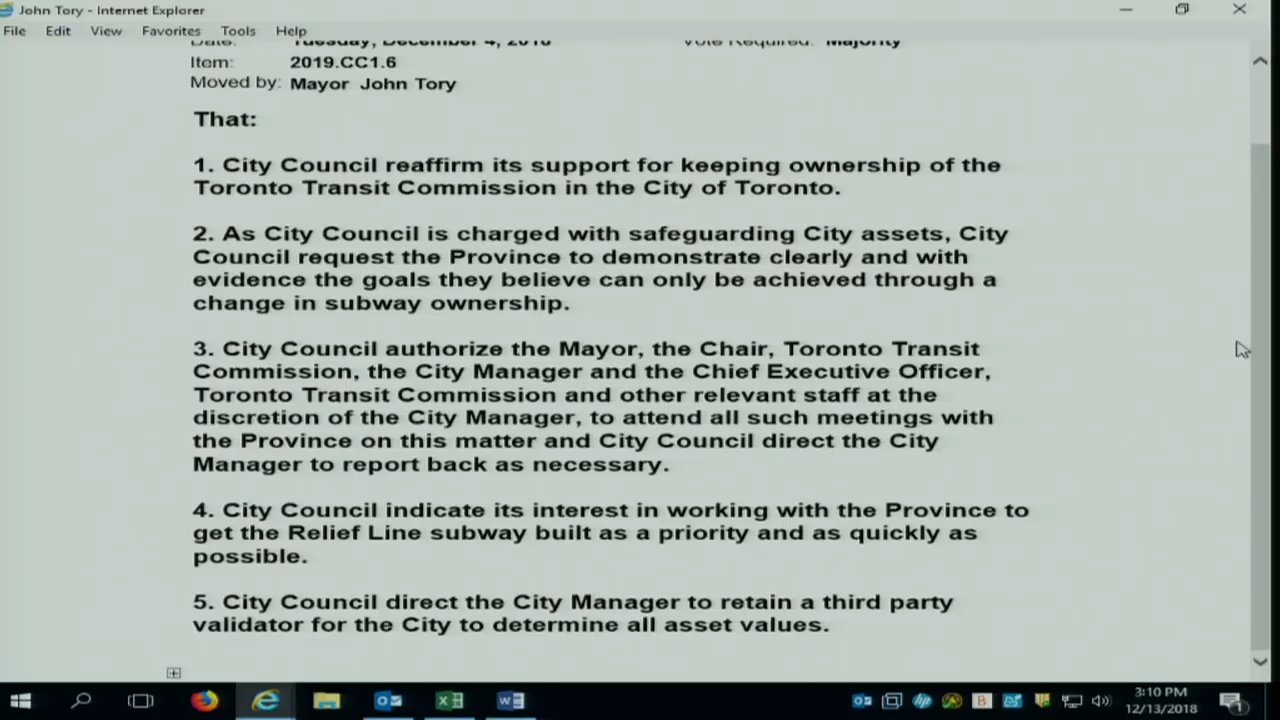 John Tory - Internet Explorer
File Edit View Favorites Tools Help
Date: Tuesday, December 4, 2018 Vote Required: Majority
Item: 2019.CC1.6
Moved by: Mayor John Tory
That:
1. City Council reaffirm its support for keeping ownership of the
Toronto Transit Commission in the City of Toronto.
2. As City Council is charged with safeguarding City assets, City
Council request the Province to demonstrate clearly and with
evidence the goals they believe can only be achieved through a
change in subway ownership.
3. City Council authorize the Mayor, the Chair, Toronto Transit
Commission, the City Manager and the Chief Executive Officer,
Toronto Transit Commission and other relevant staff at the
discretion of the City Manager, to attend all such meetings with
the Province on this matter and City Council direct the City
Manager to report back as necessary.
4. City Council indicate its interest in working with the Province to
get the Relief Line subway built as a priority and as quickly as
possible.
5. City Council direct the City Manager to retain a third party
validator for the City to determine all asset values.
3:10 PM
12/13/2018